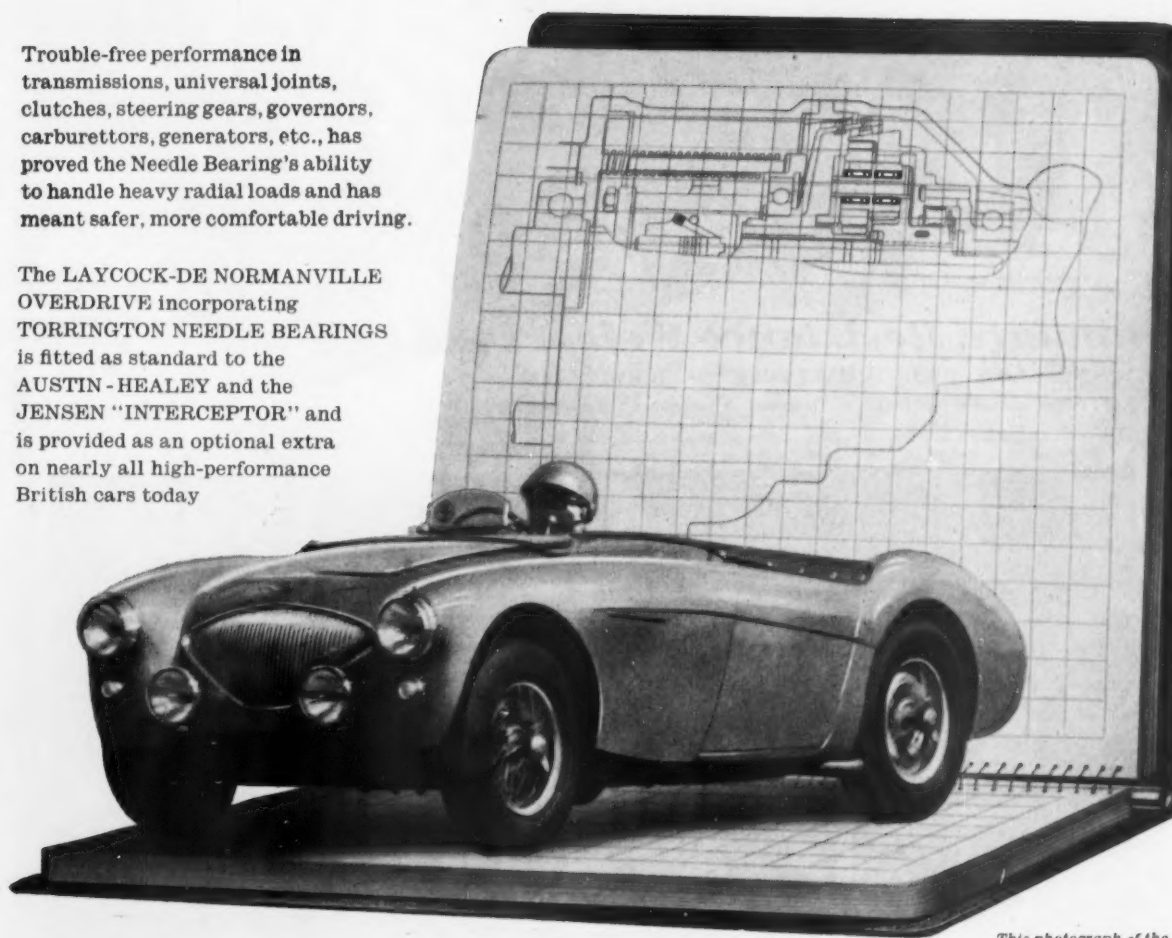 Trouble-free performance in
transmissions, universal joints,
clutches, steering gears, governors,
carburettors, generators, etc., has
proved the Needle Bearing's ability
to handle heavy radial loads and has
meant safer, more comfortable driving.
The LAYCOCK-DE NORMANVILLE
OVERDRIVE incorporating
TORRINGTON NEEDLE BEARINGS
is fitted as standard to the
AUSTIN-HEALEY and the
JENSEN "INTERCEPTOR" and
is provided as an optional extra
on nearly all high-performance
British cars today
This photograph of the